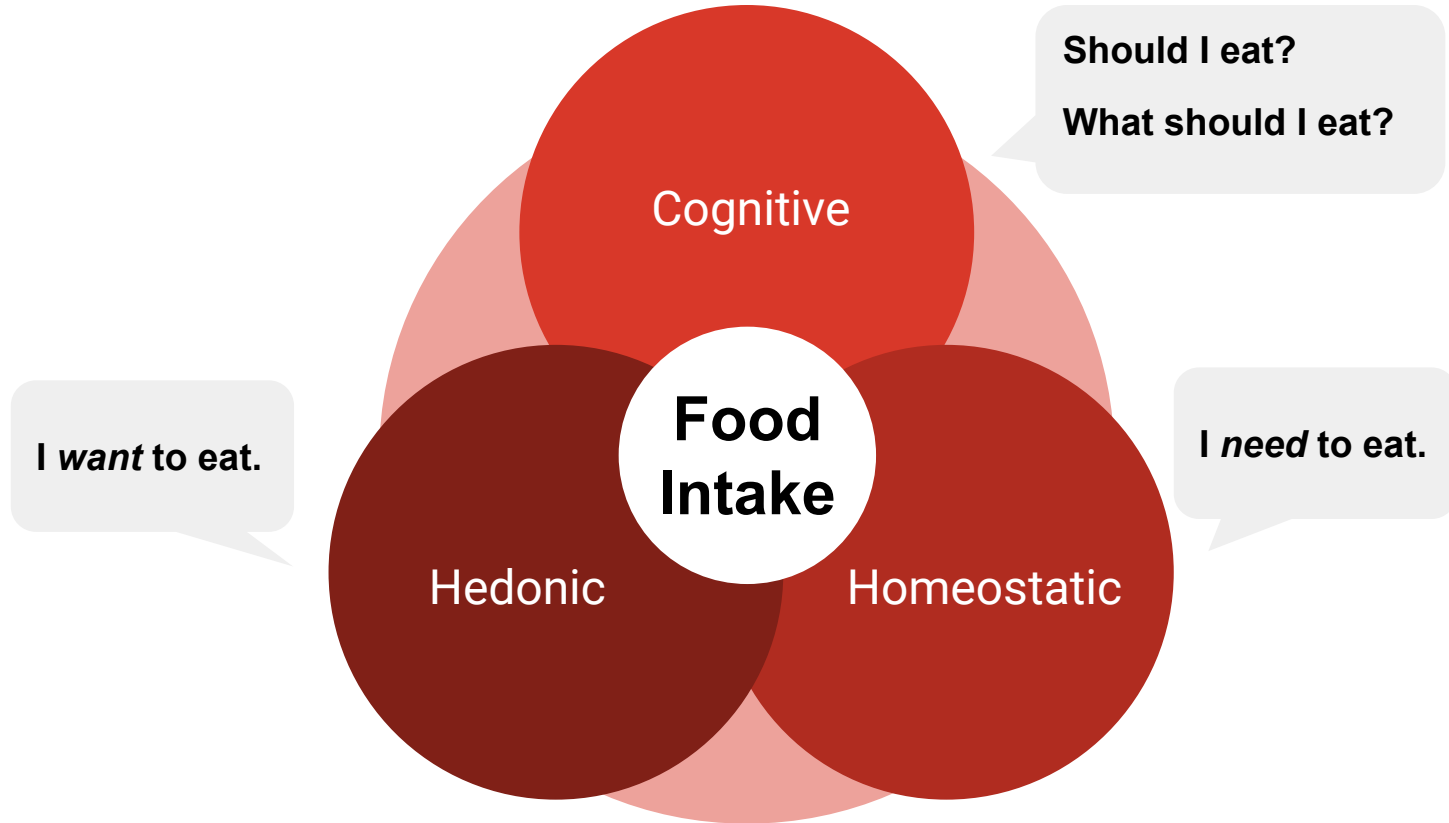 Should I eat?
What should I eat?
Cognitive
Food
Intake
I want to eat.
I need to eat.
Hedonic
Homeostatic